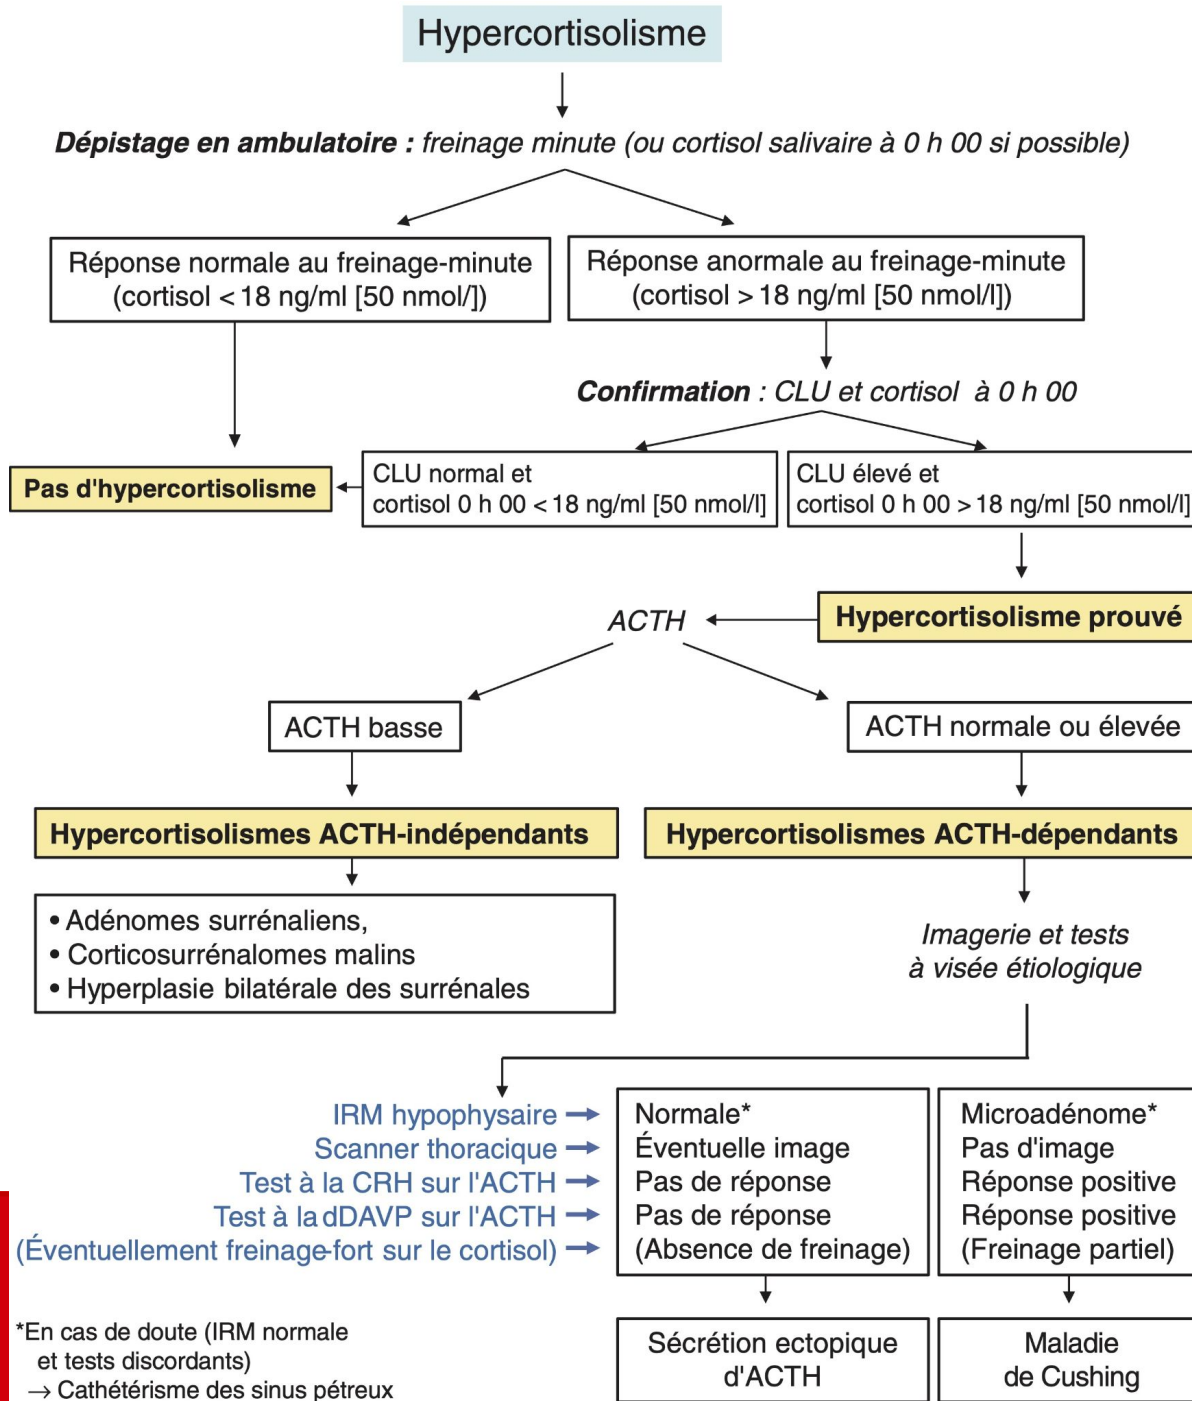 Hypercortisolisme
Dépistage en ambulatoire : freinage minute (ou cortisol salivaire à 0 h 00 si possible)
Réponse normale au freinage-minute
(cortisol < 18 ng/ml [50 nmol/])
Réponse anormale au freinage-minute
(cortisol > 18 ng/ml [50 nmol/l])
Confirmation : CLU et cortisol à 0 h 00
Pas d'hypercortisolisme
CLU normal et
cortisol 0 h 00 < 18 ng/ml [50 nmol/l]
CLU élevé et
cortisol 0 h 00 > 18 ng/ml [50 nmol/l]
Hypercortisolisme prouvé
ACTH
ACTH basse
ACTH normale ou élevée
Hypercortisolismes ACTH-indépendants
Hypercortisolismes ACTH-dépendants
• Adénomes surrénaliens,
• Corticosurrénalomes malins
• Hyperplasie bilatérale des surrénales
Imagerie et tests
à visée étiologique
IRM hypophysaire →
Scanner thoracique →
Test à la CRH sur l'ACTH →
Test à la dDAVP sur l'ACTH →
(Éventuellement freinage-fort sur le cortisol) →
Normale*
Éventuelle image
Pas de réponse
Pas de réponse
(Absence de freinage)
Microadénome*
Pas d'image
Réponse positive
Réponse positive
(Freinage partiel)
Sécrétion ectopique
d'ACTH
Maladie
de Cushing
*En cas de doute (IRM normale
et tests discordants)
→ Cathétérisme des sinus pétreux